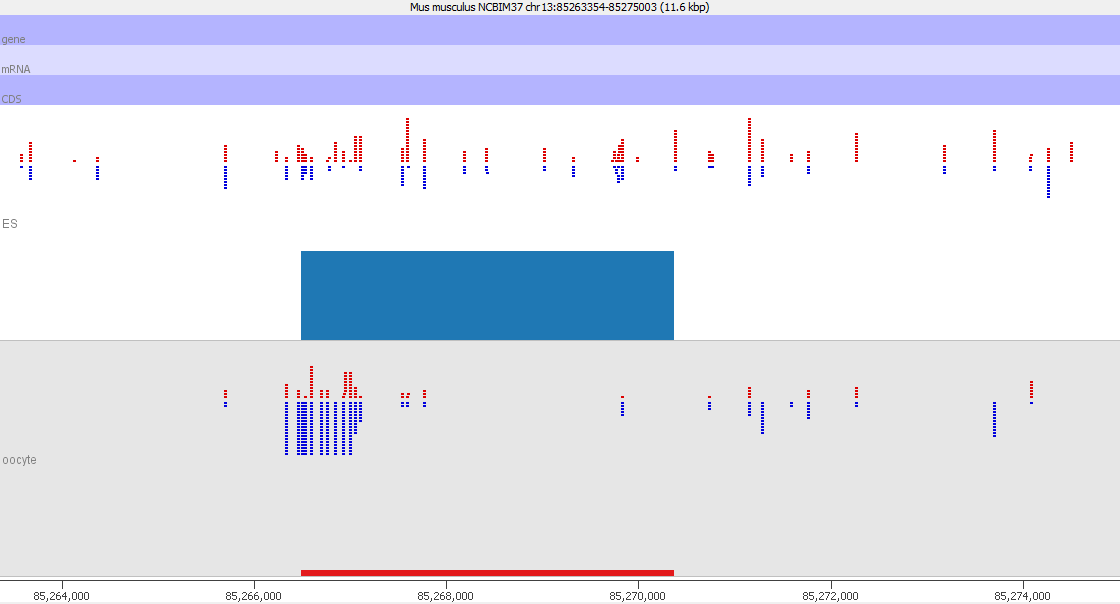 Mus musculus NCBIM37 chr13:85263354-85275003 (11.6 kbp)
gene
mRNA
CDS
ES
oocyte
85,264,000 85,266,000 85,268,000 85,270,000 85,272,000 85,274,000